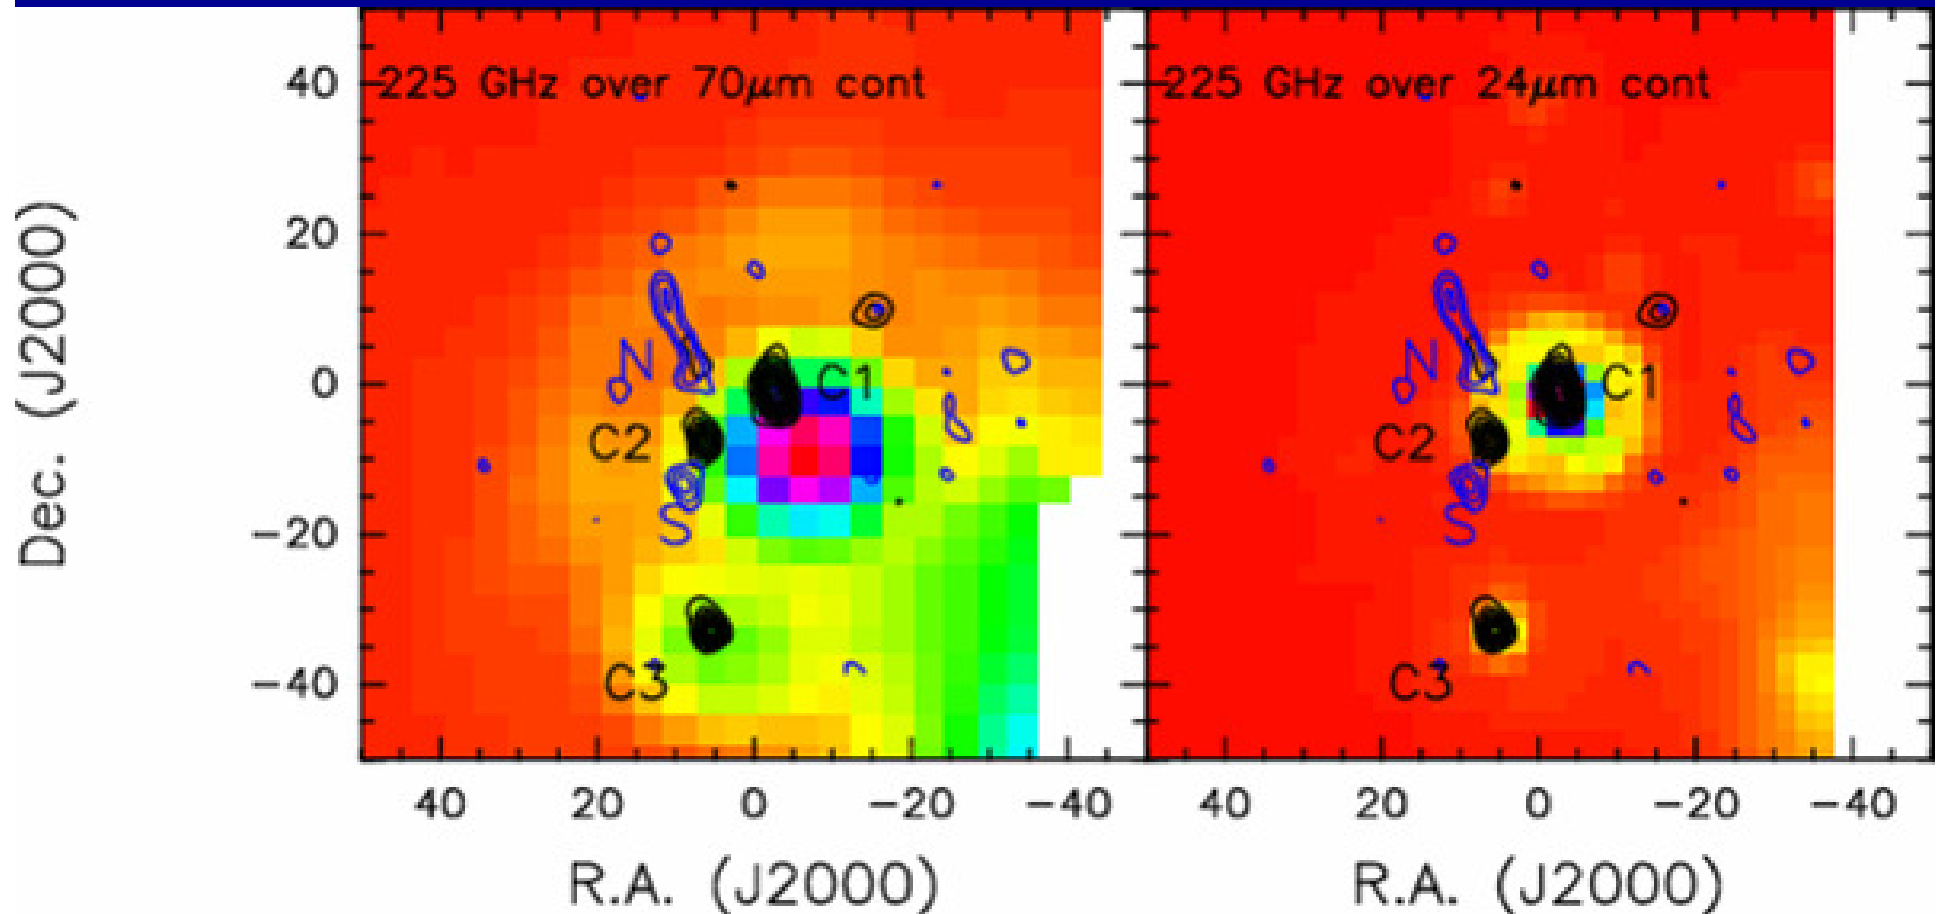 225 GHz over 70μm cont
225 GHz over 24μm cont
Dec. (J2000)
40
20
0
−20
−40
N
C1
C2
S
C3
N
C1
C2
S
C3
40 20 0 −20 −40
40 20 0 −20 −40
R.A. (J2000)
R.A. (J2000)